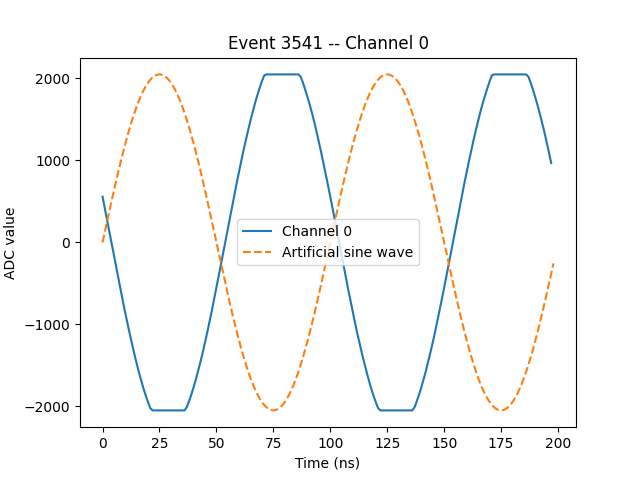 Event 3541 -- Channel 0
ADC value
2000
1000
0
−1000
−2000
Channel 0
Artificial sine wave
0
25
50
75
100
125
150
175
200
Time (ns)